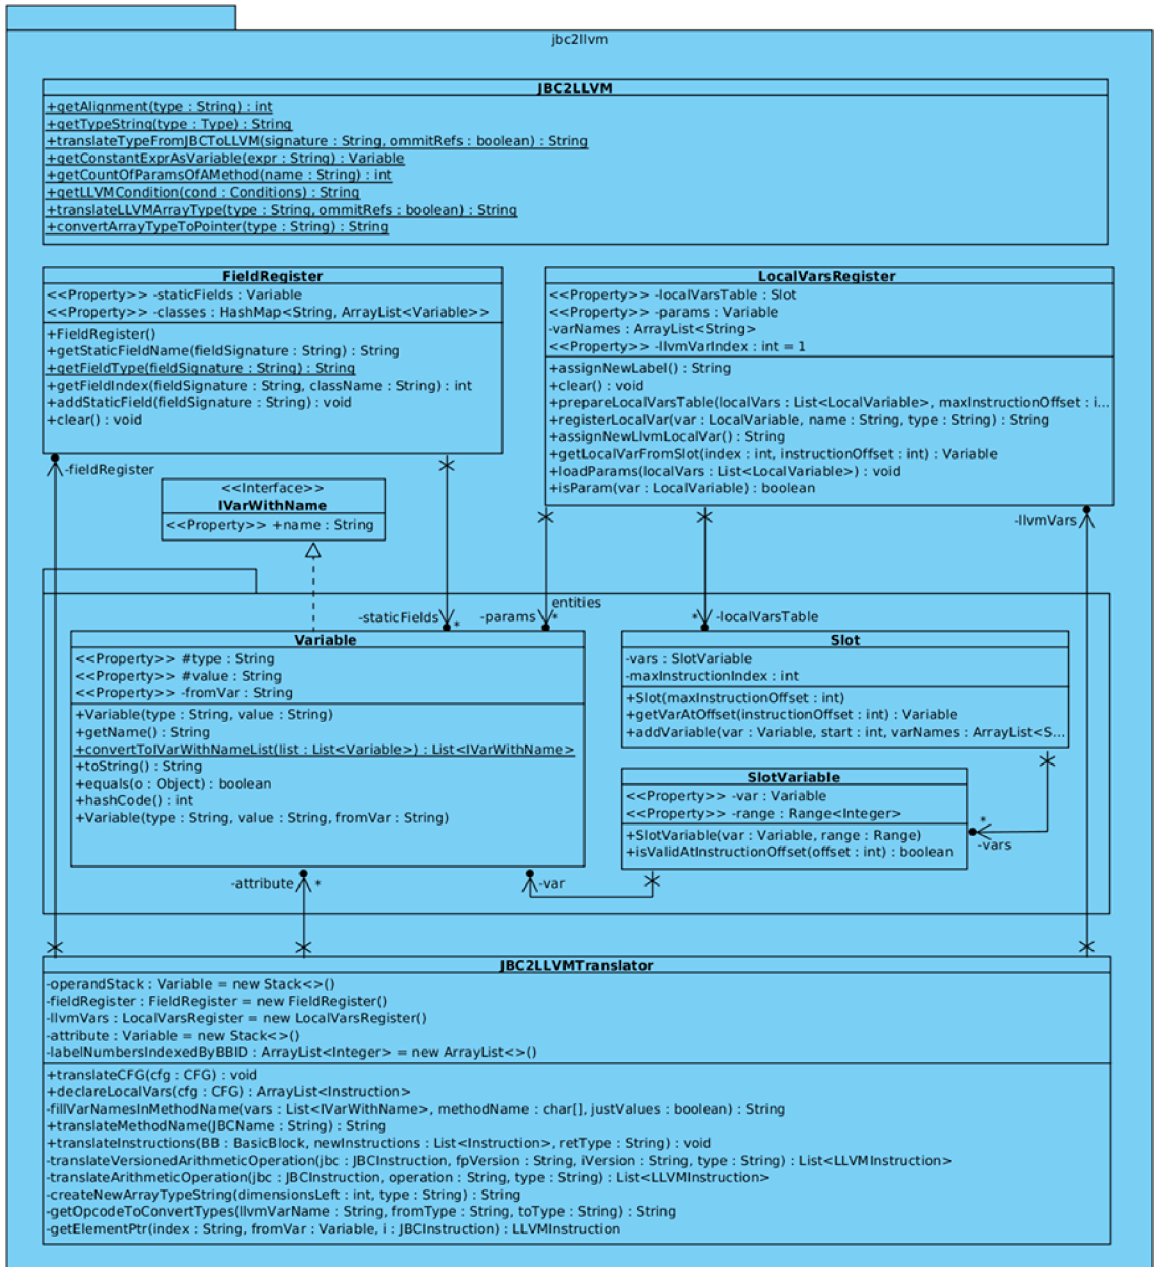 jbc2llvm
JBC2LLVM
+getAlignment(type : String) : int
+getTypeString(type : Type) : String
+translateTypeFromJBCToLLVM(signature : String, ommitRefs : boolean) : String
+getConstantExprAsVariable(expr : String) : Variable
+getCountOfParamsOfAMethod(name : String) : int
+getLLVMCondition(cond : Conditions) : String
+translateLLVMArrayType(type : String, ommitRefs : boolean) : String
+convertArrayTypeToPointer(type : String) : String
FieldRegister
<<Property>> -staticFields : Variable
<<Property>> -classes : HashMap<String, ArrayList<Variable>>
+FieldRegister()
+getStaticFieldName(fieldSignature : String) : String
+getFieldType(fieldSignature : String) : String
+getFieldIndex(fieldSignature : String, className : String) : int
+addStaticField(fieldSignature : String) : void
+clear() : void
LocalVarsRegister
<<Property>> -localVarsTable : Slot
<<Property>> -params : Variable
-varNames : ArrayList<String>
<<Property>> -llvmVarIndex : int = 1
+assignNewLabel() : String
+clear() : void
+prepareLocalVarsTable(localVars : List<LocalVariable>, maxInstructionOffset : i...
+registerLocalVar(var : LocalVariable, name : String, type : String) : String
+assignNewLlvmLocalVar() : String
+getLocalVarFromSlot(index : int, instructionOffset : int) : Variable
+loadParams(localVars : List<LocalVariable>) : void
+isParam(var : LocalVariable) : boolean
-fieldRegister
<<Interface>>
IVarWithName
<<Property>> +name : String
-llvmVars
entities
-staticFields
*
-params
*
*
-localVarsTable
Variable
<<Property>> #type : String
<<Property>> #value : String
<<Property>> -fromVar : String
+Variable(type : String, value : String)
+getName() : String
+convertToIVarWithNameList(list : List<Variable>) : List<IVarWithName>
+toString() : String
+equals(o : Object) : boolean
+hashCode() : int
+Variable(type : String, value : String, fromVar : String)
Slot
-vars : SlotVariable
-maxInstructionIndex : int
+Slot(maxInstructionOffset : int)
+getVarAtOffset(instructionOffset : int) : Variable
+addVariable(var : Variable, start : int, varNames : ArrayList<S...
SlotVariable
<<Property>> -var : Variable
<<Property>> -range : Range<Integer>
+SlotVariable(var : Variable, range : Range)
+isValidAtInstructionOffset(offset : int) : boolean
*
-vars
-attribute
*
-var
JBC2LLVMTranslator
-operandStack : Variable = new Stack<>()
-fieldRegister : FieldRegister = new FieldRegister()
-llvmVars : LocalVarsRegister = new LocalVarsRegister()
-attribute : Variable = new Stack<>()
-labelNumbersIndexedByBBID : ArrayList<Integer> = new ArrayList<>()
+translateCFG(cfg : CFG) : void
+declareLocalVars(cfg : CFG) : ArrayList<Instruction>
-fillVarNamesInMethodName(vars : List<IVarWithName>, methodName : char[], justValues : boolean) : String
+translateMethodName(JBCName : String) : String
+translateInstructions(BB : BasicBlock, newInstructions : List<Instruction>, retType : String) : void
-translateVersionedArithmeticOperation(jbc : JBCInstruction, fpVersion : String, iVersion : String, type : String) : List<LLVMInstruction>
-translateArithmeticOperation(jbc : JBCInstruction, operation : String, type : String) : List<LLVMInstruction>
-createNewArrayTypeString(dimensionsLeft : int, type : String) : String
-getOpcodeToConvertTypes(llvmVarName : String, fromType : String, toType : String) : String
-getElementPtr(index : String, fromVar : Variable, i : JBCInstruction) : LLVMInstruction